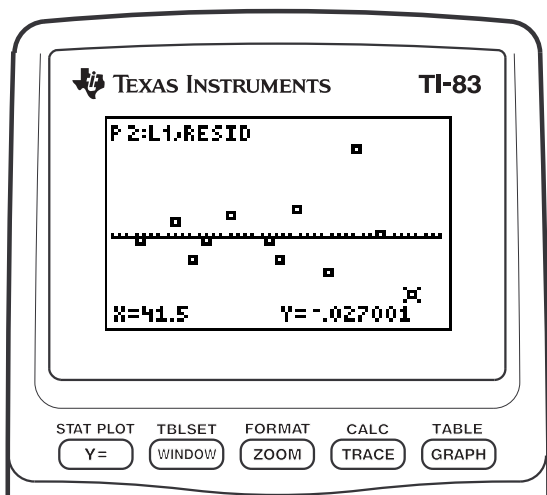 TEXAS INSTRUMENTS TI-83
P2:L1,RESID
X=41.5 Y=-.027001
STAT PLOT TBLSET FORMAT CALC TABLE
Y= WINDOW ZOOM TRACE GRAPH